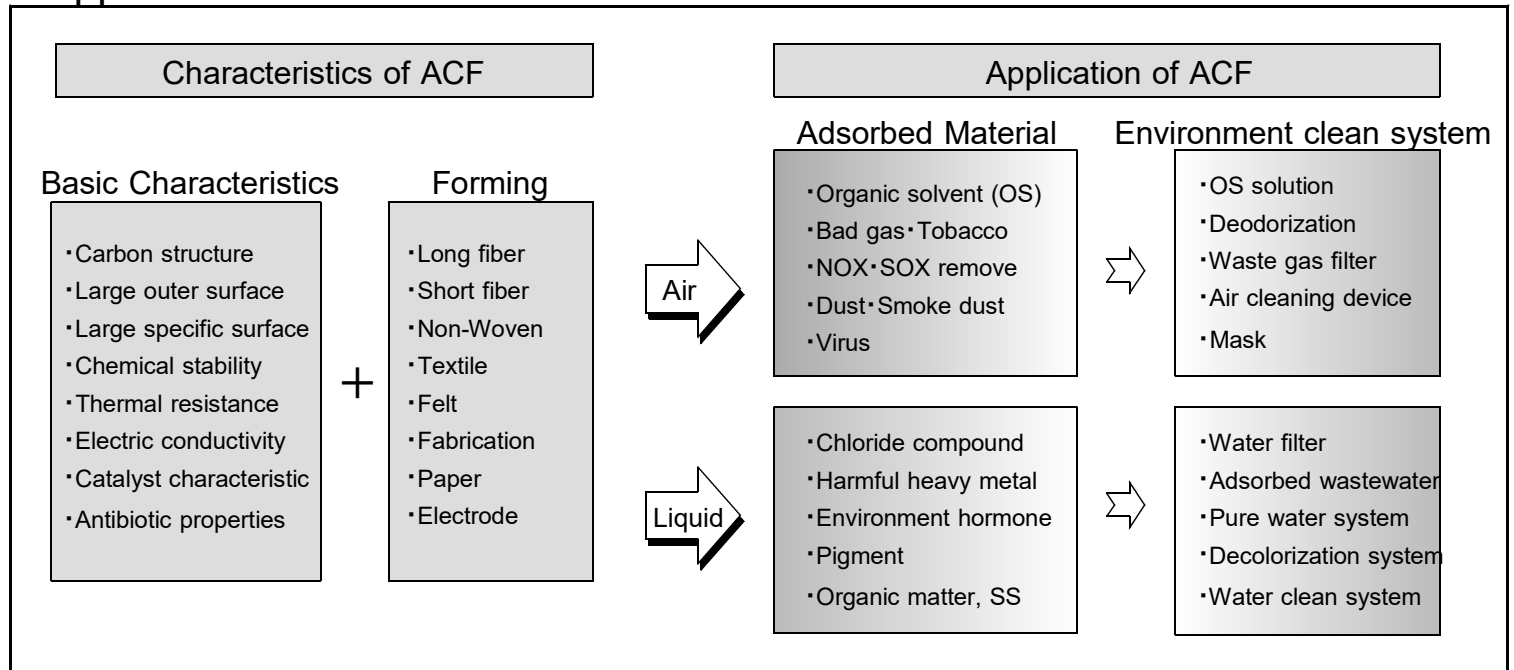 Characteristics of ACF
Application of ACF
Basic Characteristics
・Carbon structure
・Large outer surface
・Large specific surface
・Chemical stability
・Thermal resistance
・Electric conductivity
・Catalyst characteristic
・Antibiotic properties
+
Forming
・Long fiber
・Short fiber
・Non-Woven
・Textile
・Felt
・Fabrication
・Paper
・Electrode
Air
Liquid
Adsorbed Material
・Organic solvent (OS)
・Bad gas・Tobacco
・NOX・SOX remove
・Dust・Smoke dust
・Virus
・Chloride compound
・Harmful heavy metal
・Environment hormone
・Pigment
・Organic matter, SS
Environment clean system
・OS solution
・Deodorization
・Waste gas filter
・Air cleaning device
・Mask
・Water filter
・Adsorbed wastewater
・Pure water system
・Decolorization system
・Water clean system